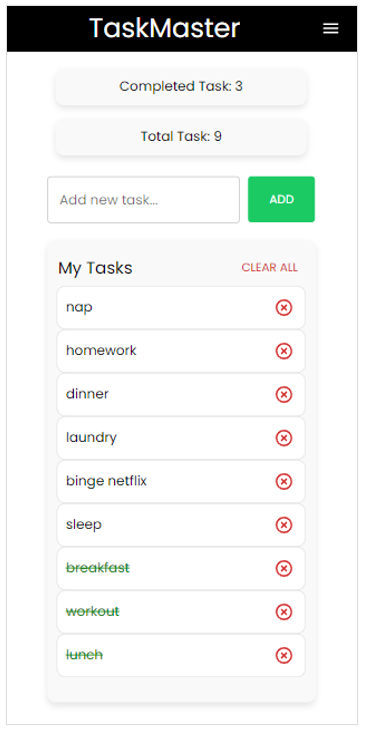 TaskMaster
Completed Task: 3
Total Task: 9
Add new task...
ADD
My Tasks
CLEAR ALL
nap
homework
dinner
laundry
binge netflix
sleep
breakfast
workout
lunch